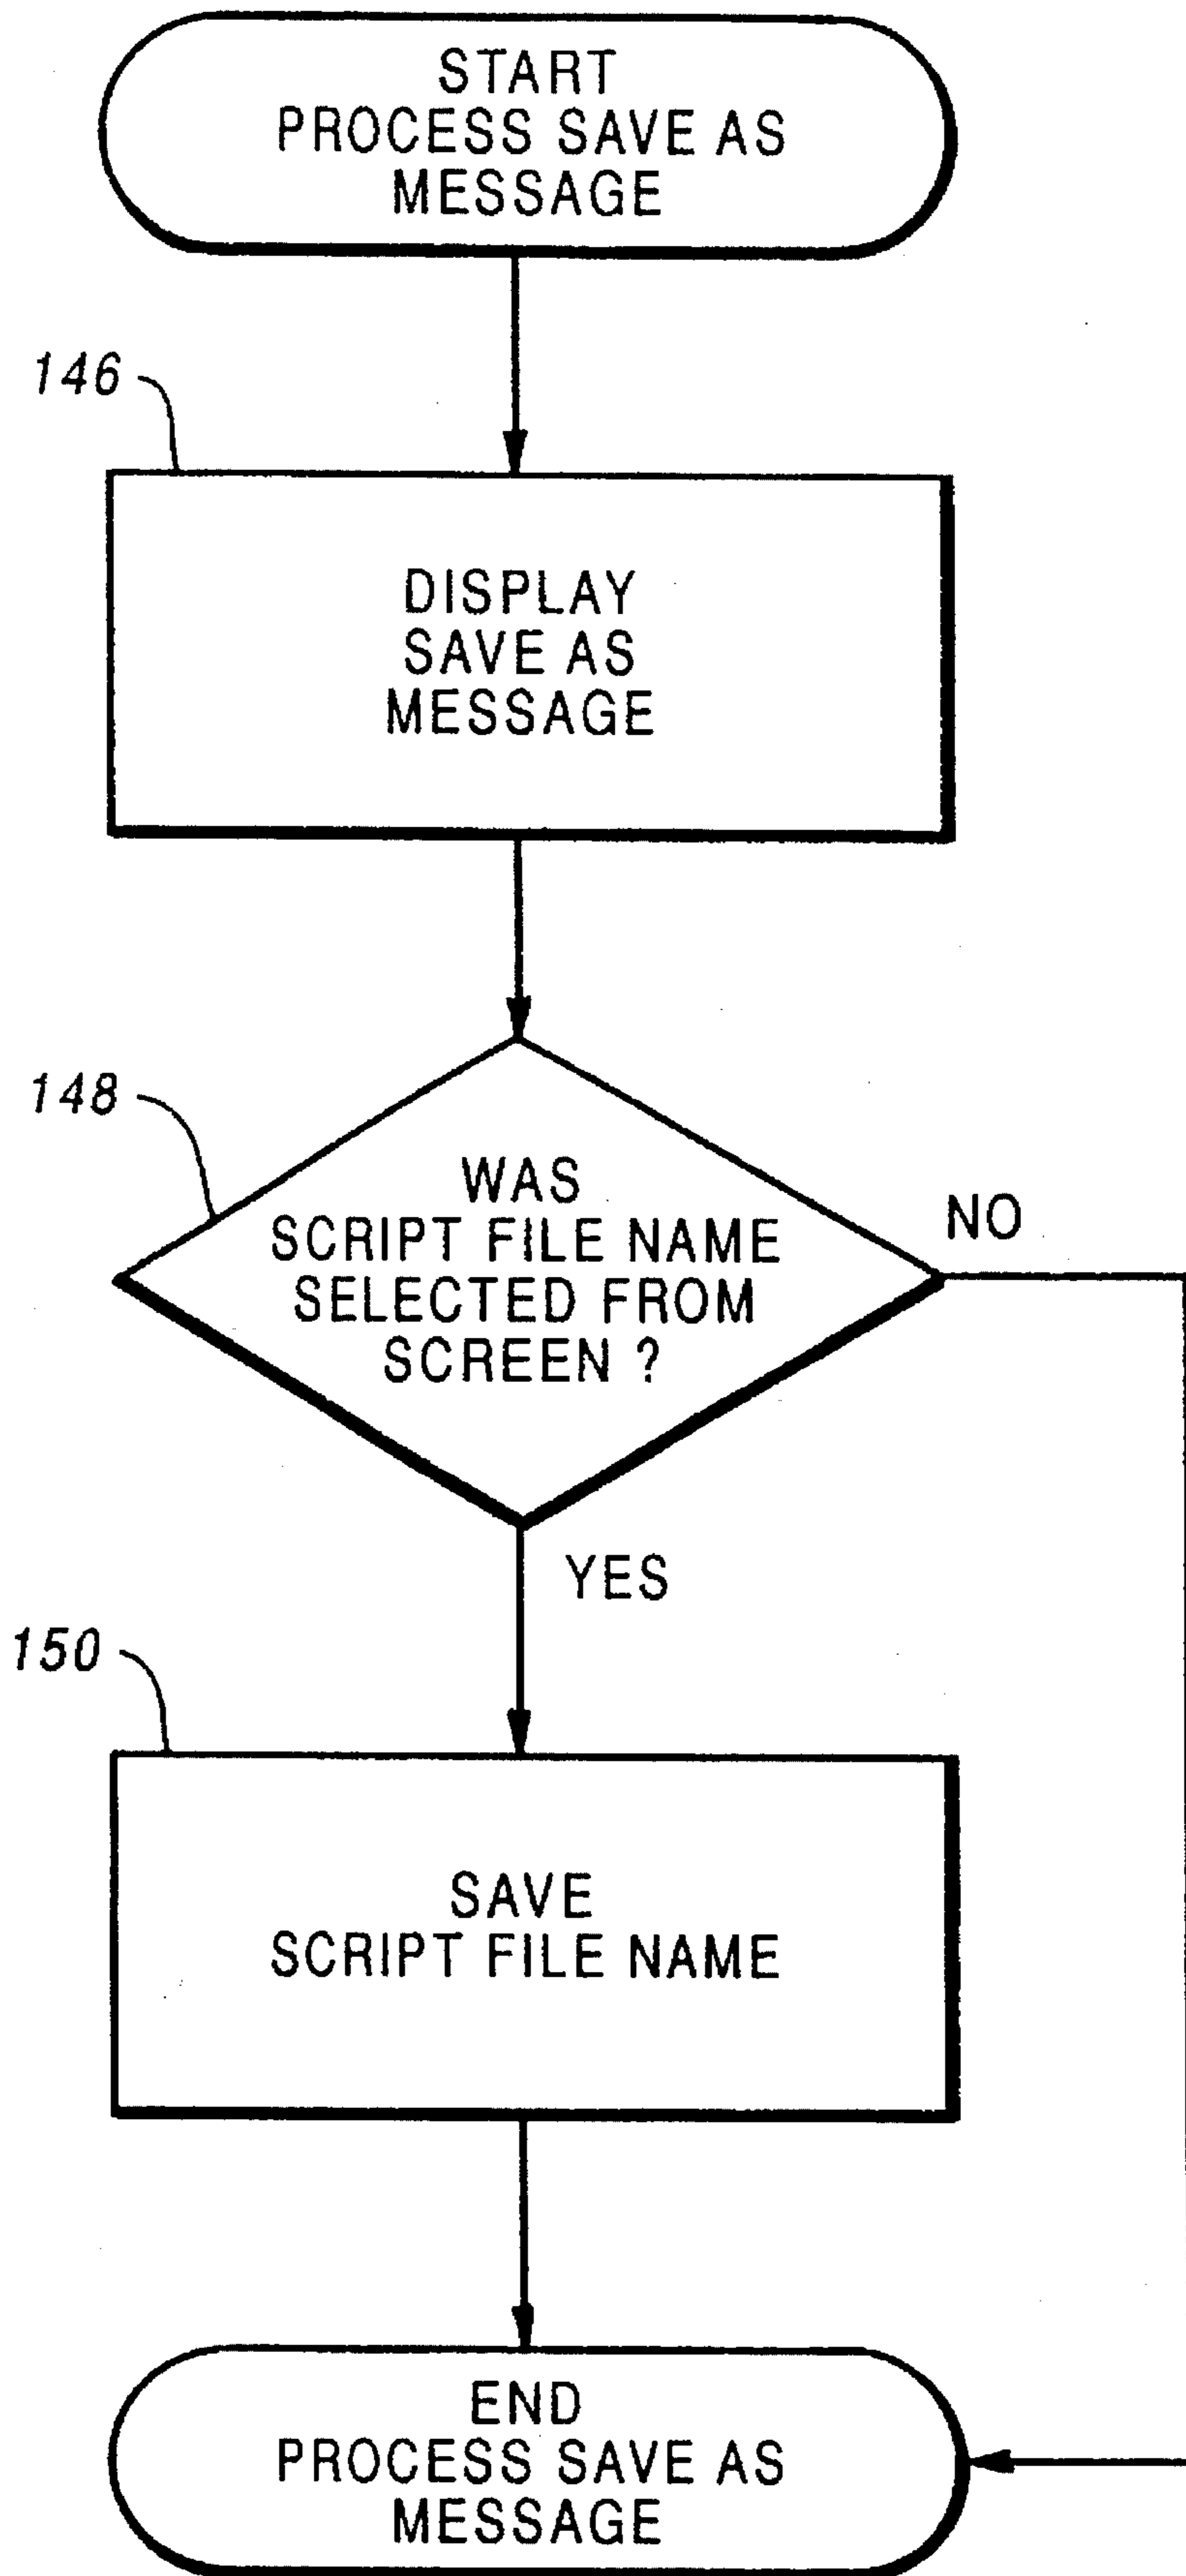 START
PROCESS SAVE AS
MESSAGE
146
DISPLAY
SAVE AS
MESSAGE
148
WAS
SCRIPT FILE NAME
SELECTED FROM
SCREEN ?
NO
YES
150
SAVE
SCRIPT FILE NAME
END
PROCESS SAVE AS
MESSAGE